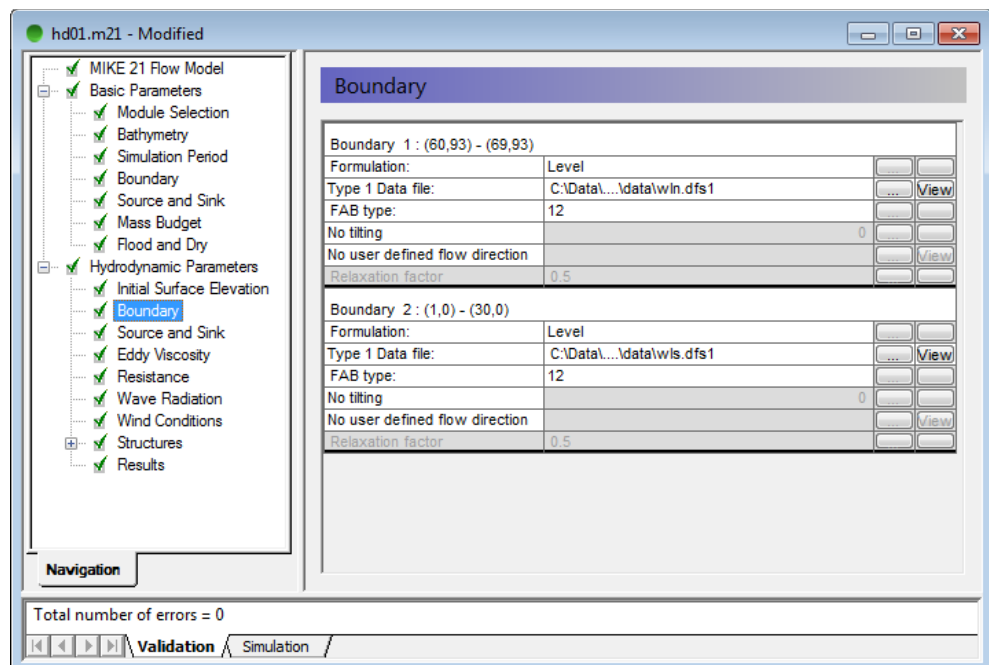 hd01.m21 - Modified
MIKE 21 Flow Model
Basic Parameters
Module Selection
Bathymetry
Simulation Period
Boundary
Source and Sink
Mass Budget
Flood and Dry
Hydrodynamic Parameters
Initial Surface Elevation
Boundary
Source and Sink
Eddy Viscosity
Resistance
Wave Radiation
Wind Conditions
Structures
Results
Navigation
Boundary
Boundary 1 : (60,93) - (69,93)
Formulation: Level ...
Type 1 Data file: C:\Data\....\data\wln.dfs1 ... View
FAB type: 12 ...
No tilting 0 ...
No user defined flow direction ... View
Relaxation factor 0.5 ...
Boundary 2 : (1,0) - (30,0)
Formulation: Level ...
Type 1 Data file: C:\Data\....\data\wls.dfs1 ... View
FAB type: 12 ...
No tilting 0 ...
No user defined flow direction ... View
Relaxation factor 0.5 ...
Total number of errors = 0
Validation Simulation